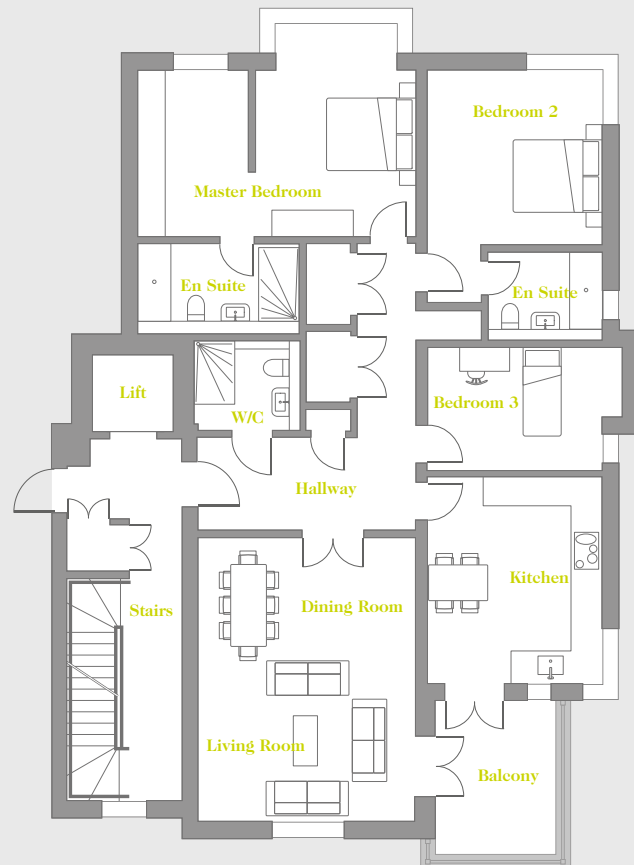 Bedroom 2
Master Bedroom
En Suite
En Suite
Lift
Bedroom 3
W/C
Hallway
Kitchen
Stairs
Dining Room
Living Room
Balcony